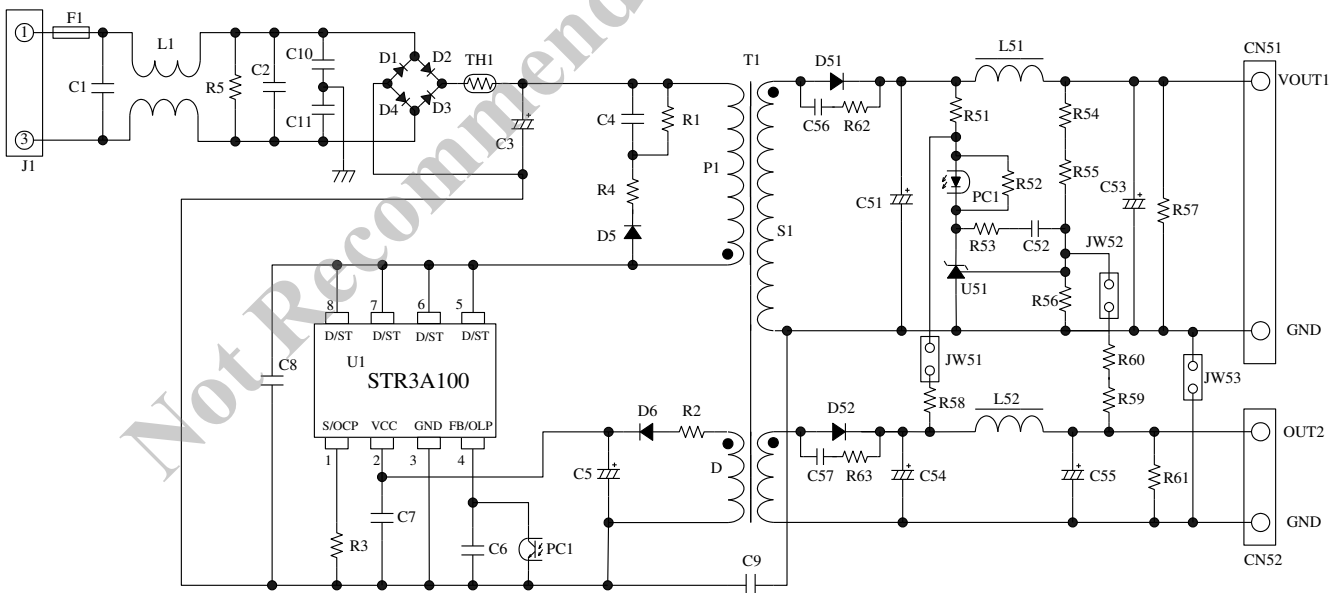 Not Recommend
F1
1
L1
C10
D1
D2
TH1
T1
D51
L51
CN51
VOUT1
C1
R5
C2
C11
D4
D3
C3
C4
R1
P1
C56
R62
R51
R54
3
J1
R4
D5
S1
C51
PC1
R52
R55
C53
R57
R53
C52
JW52
U51
R56
GND
8
7
6
5
D/ST
D/ST
D/ST
D/ST
U1
STR3A100
C8
JW51
R60
JW53
R58
R59
S/OCP
VCC
GND
FB/OLP
1
2
3
4
D6
R2
D52
L52
OUT2
C5
D
C57
R63
C54
C55
R61
R3
C7
C6
PC1
C9
GND
CN52